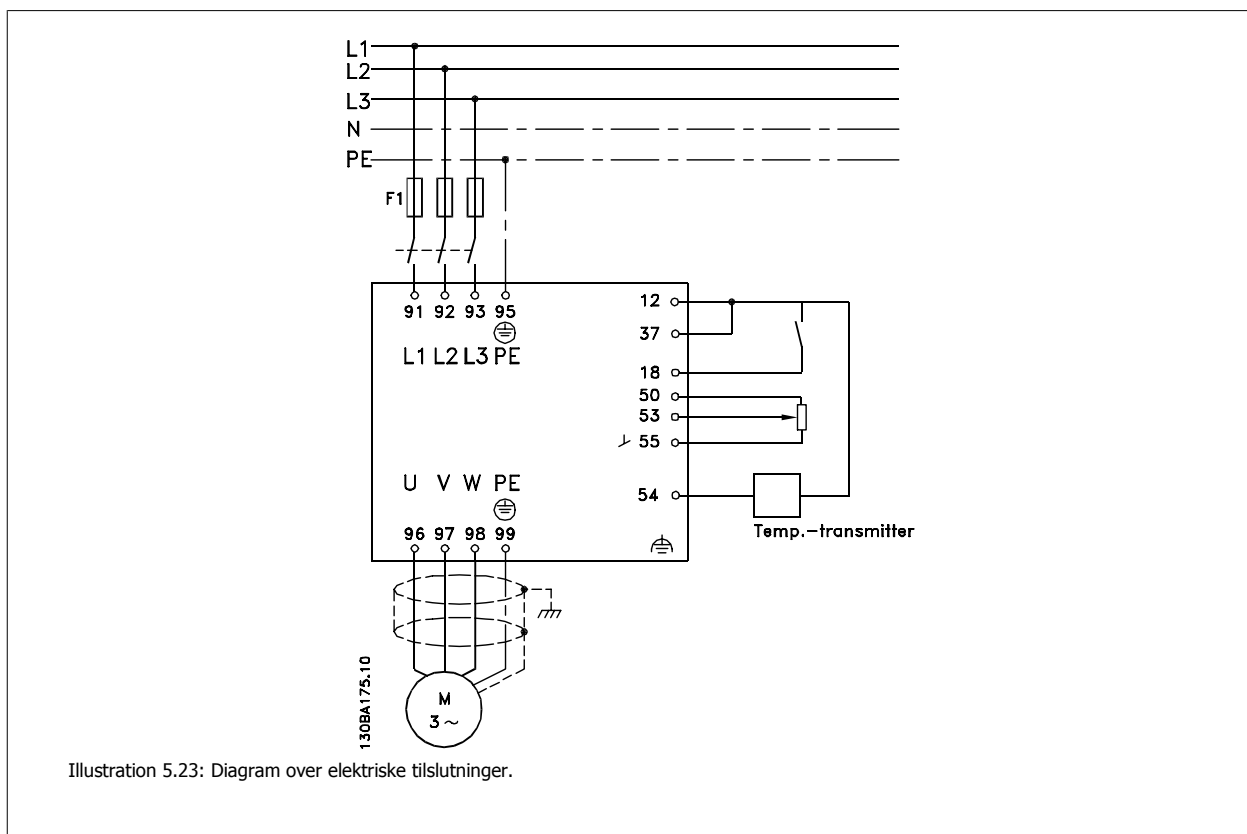 L1
L2
L3
N
PE
F1
91 92 93 95
L1 L2 L3 PE
12
37
18
50
53
55
54
Temp.-transmitter
U V W PE
96 97 98 99
M
3~
130BA175.10
Illustration 5.23: Diagram over elektriske tilslutninger.